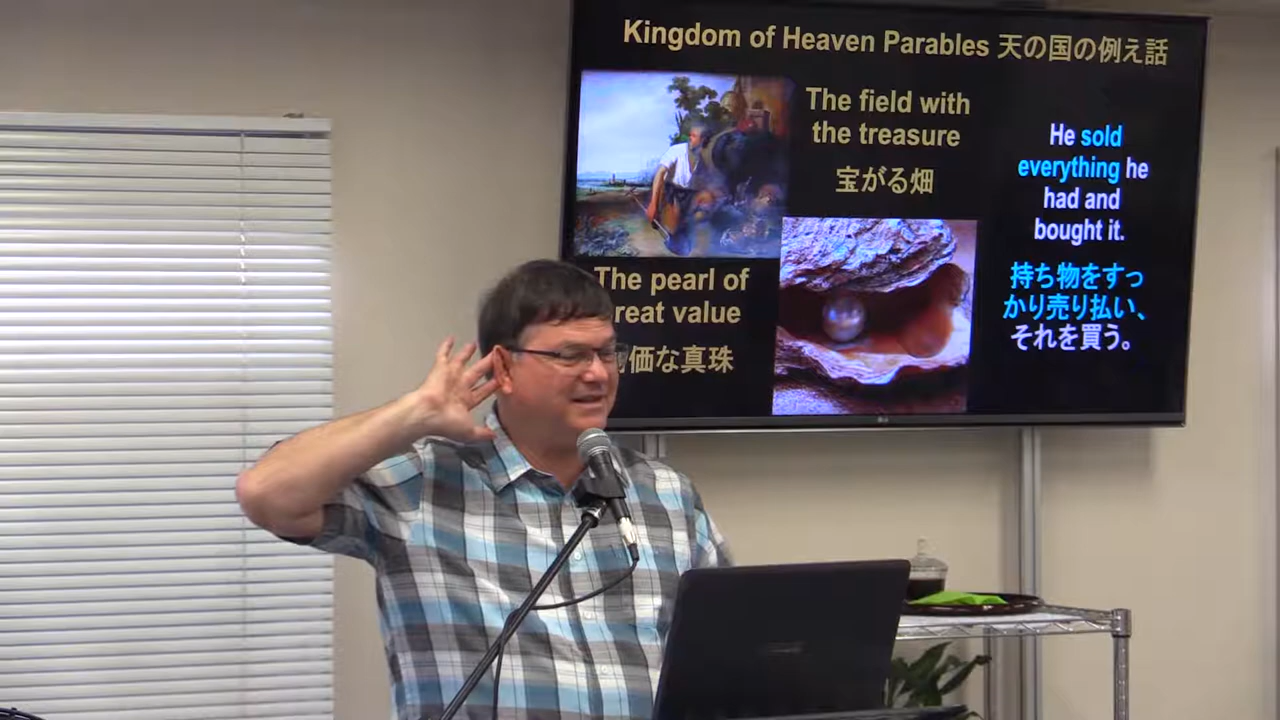 Kingdom of Heaven Parables 天の国の例え話
The field with
the treasure
宝がる畑
He sold
everything he
had and
bought it.
持ち物をすっ
かり売り払い、
それを買う。
The pearl of
reat value
価な真珠
LG